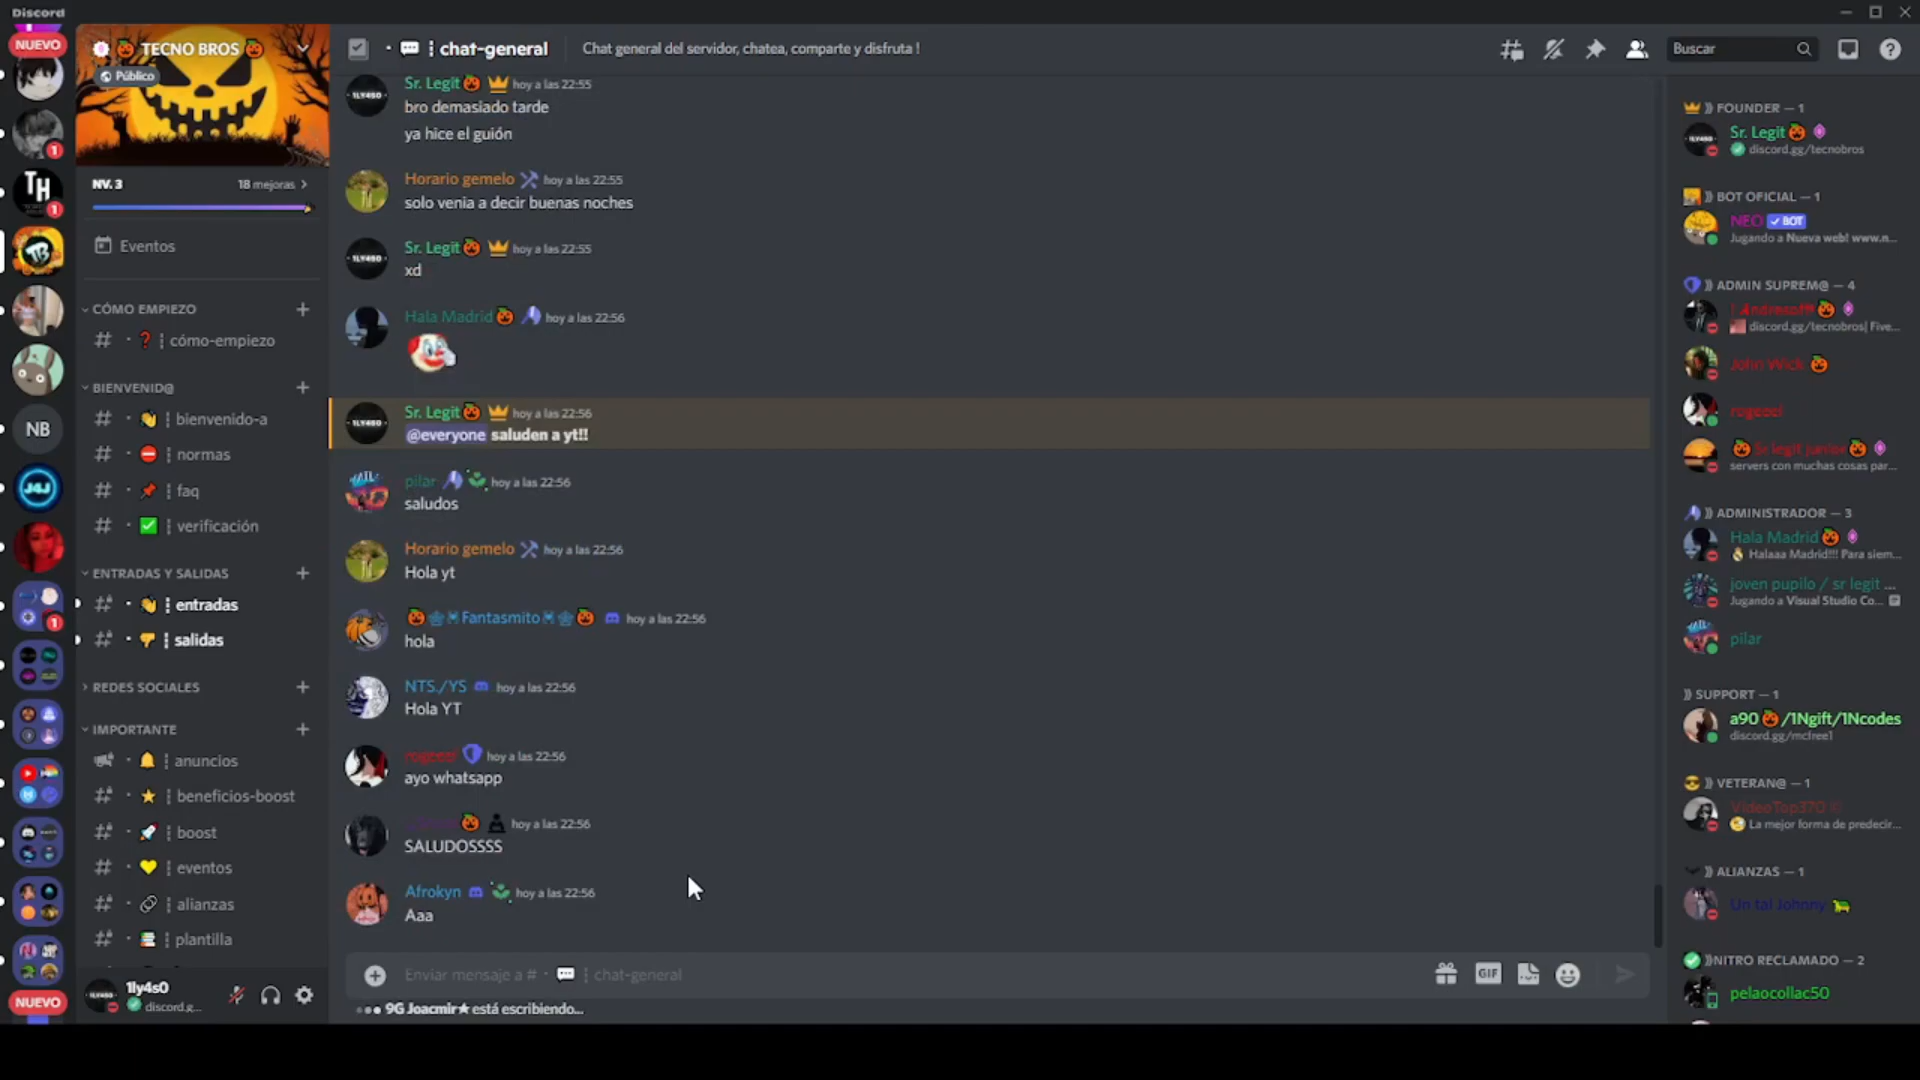 Discord
NUEVO
TH
NB
J4J
NUEVO
TECNO BROS
Público
NV. 3
18 mejoras
Eventos
CÓMO EMPIEZO
cómo-empiezo
BIENVENID@
bienvenido-a
normas
faq
verificación
ENTRADAS Y SALIDAS
entradas
salidas
REDES SOCIALES
IMPORTANTE
anuncios
beneficios-boost
boost
eventos
alianzas
plantilla
1ly4s0
discord.g...
chat-general
Chat general del servidor, chatea, comparte y disfruta !
Buscar
Sr. Legit hoy a las 22:55
bro demasiado tarde
ya hice el guión
Horario gemelo hoy a las 22:55
solo venia a decir buenas noches
Sr. Legit hoy a las 22:55
xd
Hala Madrid hoy a las 22:56
Sr. Legit hoy a las 22:56
@everyone saluden a yt!!
pilar hoy a las 22:56
saludos
Horario gemelo hoy a las 22:56
Hola yt
Fantasmito hoy a las 22:56
hola
NTS./YS hoy a las 22:56
Hola YT
rogeeel hoy a las 22:56
ayo whatsapp
hoy a las 22:56
SALUDOSSSS
Afrokyn hoy a las 22:56
Aaa
Enviar mensaje a # · chat-general
GIF
9G Joacmir★ está escribiendo...
FOUNDER — 1
Sr. Legit
discord.gg/tecnobros
BOT OFICIAL — 1
NEO BOT
Jugando a Nueva web! www.n...
ADMIN SUPREM@ — 4
discord.gg/tecnobros| Five...
John Wick
rogeeel
Sr legit junior
servers con muchas cosas par...
ADMINISTRADOR — 3
Hala Madrid
Halaaa Madrid!!! Para siem...
joven pupilo / sr legit ...
Jugando a Visual Studio Co...
pilar
SUPPORT — 1
a90 /1Ngift/1Ncodes
discord.gg/mcfree1
VETERAN@ — 1
VideoTop370
La mejor forma de predecir...
ALIANZAS — 1
Un tal Johnny
NITRO RECLAMADO — 2
pelaocollac50